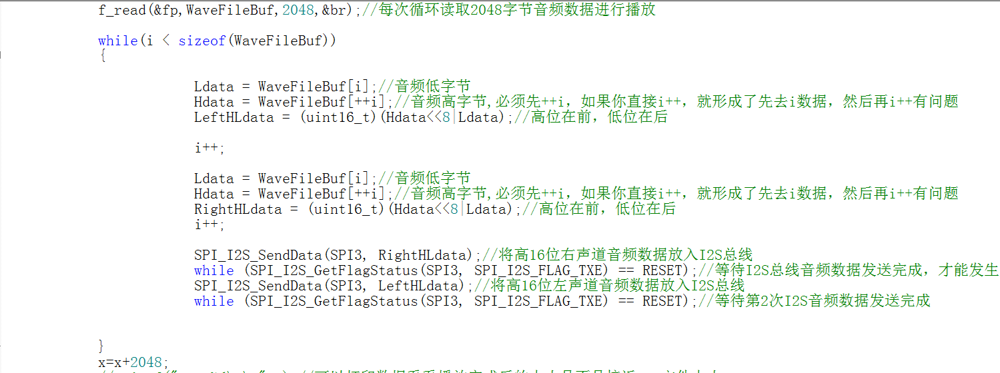 f_read(&fp,WaveFileBuf,2048,&br);//每次循环读取2048字节音频数据进行播放
while(i < sizeof(WaveFileBuf))
{
Ldata = WaveFileBuf[i];//音频低字节
Hdata = WaveFileBuf[++i];//音频高字节,必须先++i，如果你直接i++，就形成了先去i数据，然后再i++有问题
LeftHLdata = (uint16_t)(Hdata<<8|Ldata);//高位在前，低位在后
i++;
Ldata = WaveFileBuf[i];//音频低字节
Hdata = WaveFileBuf[++i];//音频高字节,必须先++i，如果你直接i++，就形成了先去i数据，然后再i++有问题
RightHLdata = (uint16_t)(Hdata<<8|Ldata);//高位在前，低位在后
i++;
SPI_I2S_SendData(SPI3, RightHLdata);//将高16位右声道音频数据放入I2S总线
while (SPI_I2S_GetFlagStatus(SPI3, SPI_I2S_FLAG_TXE) == RESET);//等待I2S总线音频数据发送完成，才能发生
SPI_I2S_SendData(SPI3, LeftHLdata);//将高16位左声道音频数据放入I2S总线
while (SPI_I2S_GetFlagStatus(SPI3, SPI_I2S_FLAG_TXE) == RESET);//等待第2次I2S音频数据发送完成
}
x=x+2048;